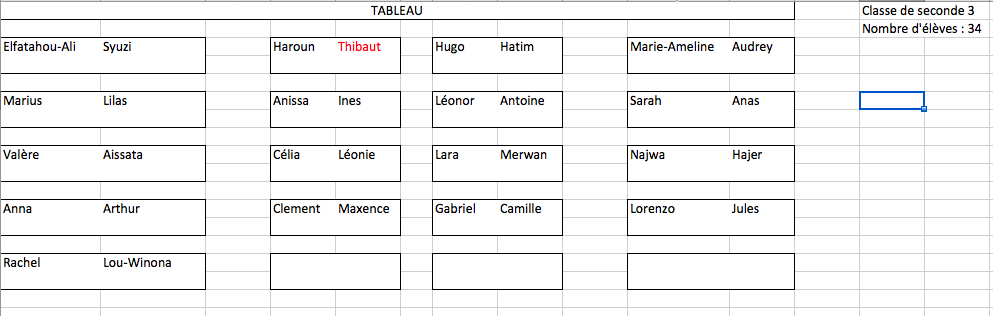 TABLEAU Classe de seconde 3
Nombre d'élèves : 34
Elfatahou-Ali Syuzi Haroun Thibaut Hugo Hatim Marie-Ameline Audrey
Marius Lilas Anissa Ines Léonor Antoine Sarah Anas
Valère Aissata Célia Léonie Lara Merwan Najwa Hajer
Anna Arthur Clement Maxence Gabriel Camille Lorenzo Jules
Rachel Lou-Winona